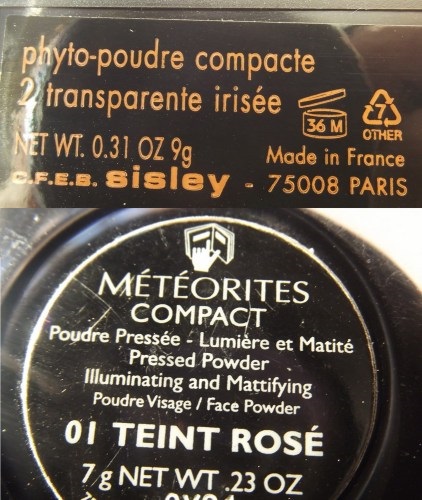 phyto-poudre compacte
2 transparente irisée
36 M
OTHER
NET WT. 0.31 OZ 9g
Made in France
C.F.E.B. sisley - 75008 PARIS
MÉTÉORITES
COMPACT
Poudre Pressée - Lumière et Matité
Pressed Powder
Illuminating and Mattifying
Poudre Visage / Face Powder
01 TEINT ROSÉ
7 g NET WT .23 OZ